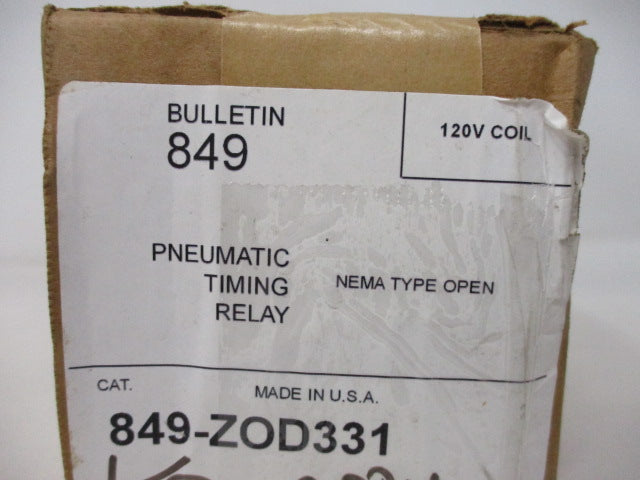 BULLETIN
849
120V COIL
PNEUMATIC
TIMING
RELAY
NEMA TYPE OPEN
CAT.
MADE IN U.S.A.
849-ZOD331